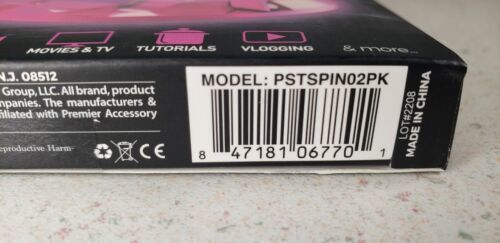 MOVIES & TV
TUTORIALS
VLOGGING
& more...
N.J. 08512
Group, LLC. All brand, product
mpanies. The manufacturers &
filiated with Premier Accessory
eproductive Harm-
CE
MODEL: PSTSPIN02PK
8 47181 06770 1
LOT#2208
MADE IN CHINA